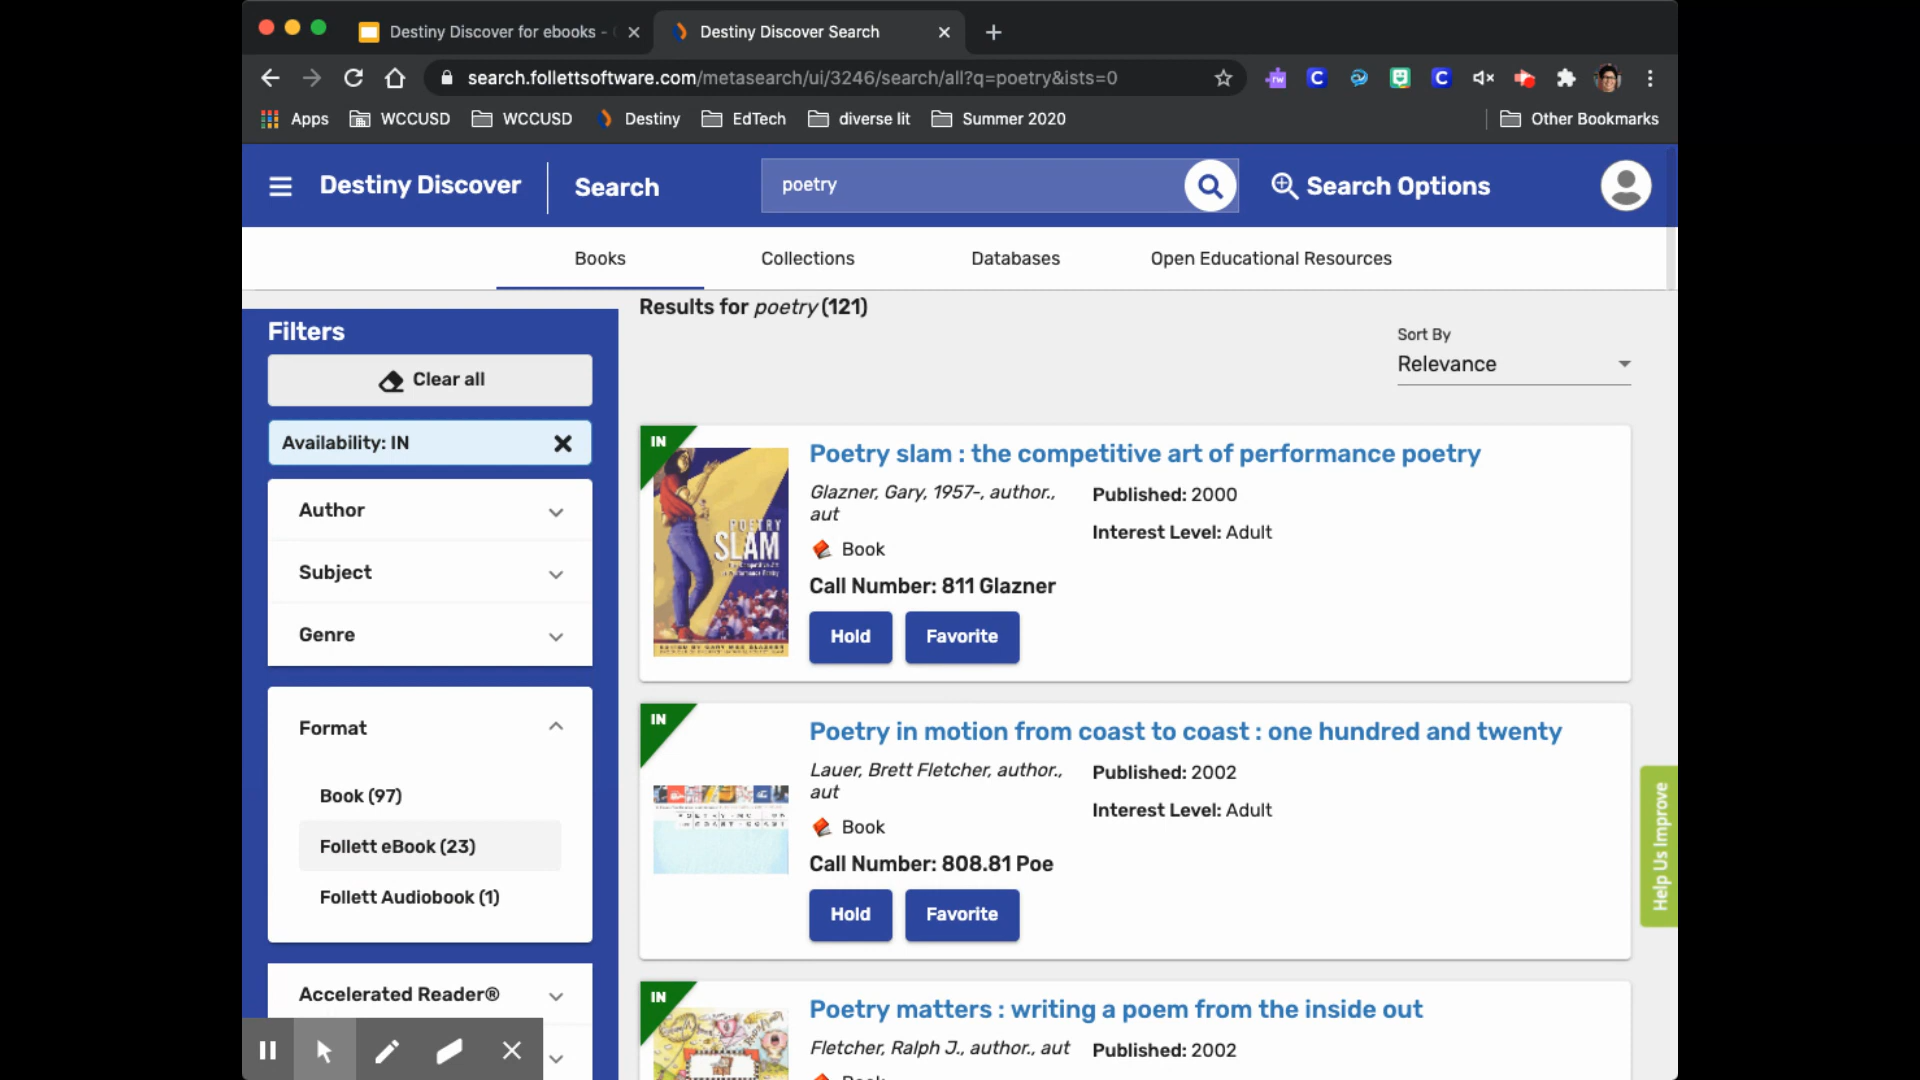 Destiny Discover for ebooks -
Destiny Discover Search
search.follettsoftware.com/metasearch/ui/3246/search/all?q=poetry&ists=0
rw
C
C
Apps
WCCUSD
WCCUSD
Destiny
EdTech
diverse lit
Summer 2020
Other Bookmarks
Destiny Discover
Search
poetry
Search Options
Books
Collections
Databases
Open Educational Resources
Results for poetry (121)
Sort By
Relevance
Filters
Clear all
Availability: IN
Author
Subject
Genre
Format
Book (97)
Follett eBook (23)
Follett Audiobook (1)
Accelerated Reader®
IN
POETRY
SLAM
Poetry slam : the competitive art of performance poetry
Glazner, Gary, 1957-, author.,
aut
Published: 2000
Interest Level: Adult
Book
Call Number: 811 Glazner
Hold
Favorite
IN
Poetry in motion from coast to coast : one hundred and twenty
Lauer, Brett Fletcher, author.,
aut
Published: 2002
Interest Level: Adult
Book
Call Number: 808.81 Poe
Hold
Favorite
IN
Poetry matters : writing a poem from the inside out
Fletcher, Ralph J., author., aut
Published: 2002
Help Us Improve